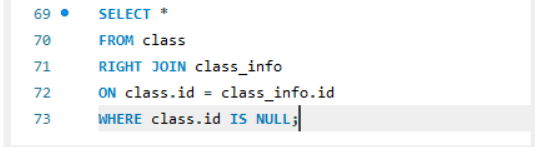 69 SELECT *
70 FROM class
71 RIGHT JOIN class_info
72 ON class.id = class_info.id
73 WHERE class.id IS NULL;